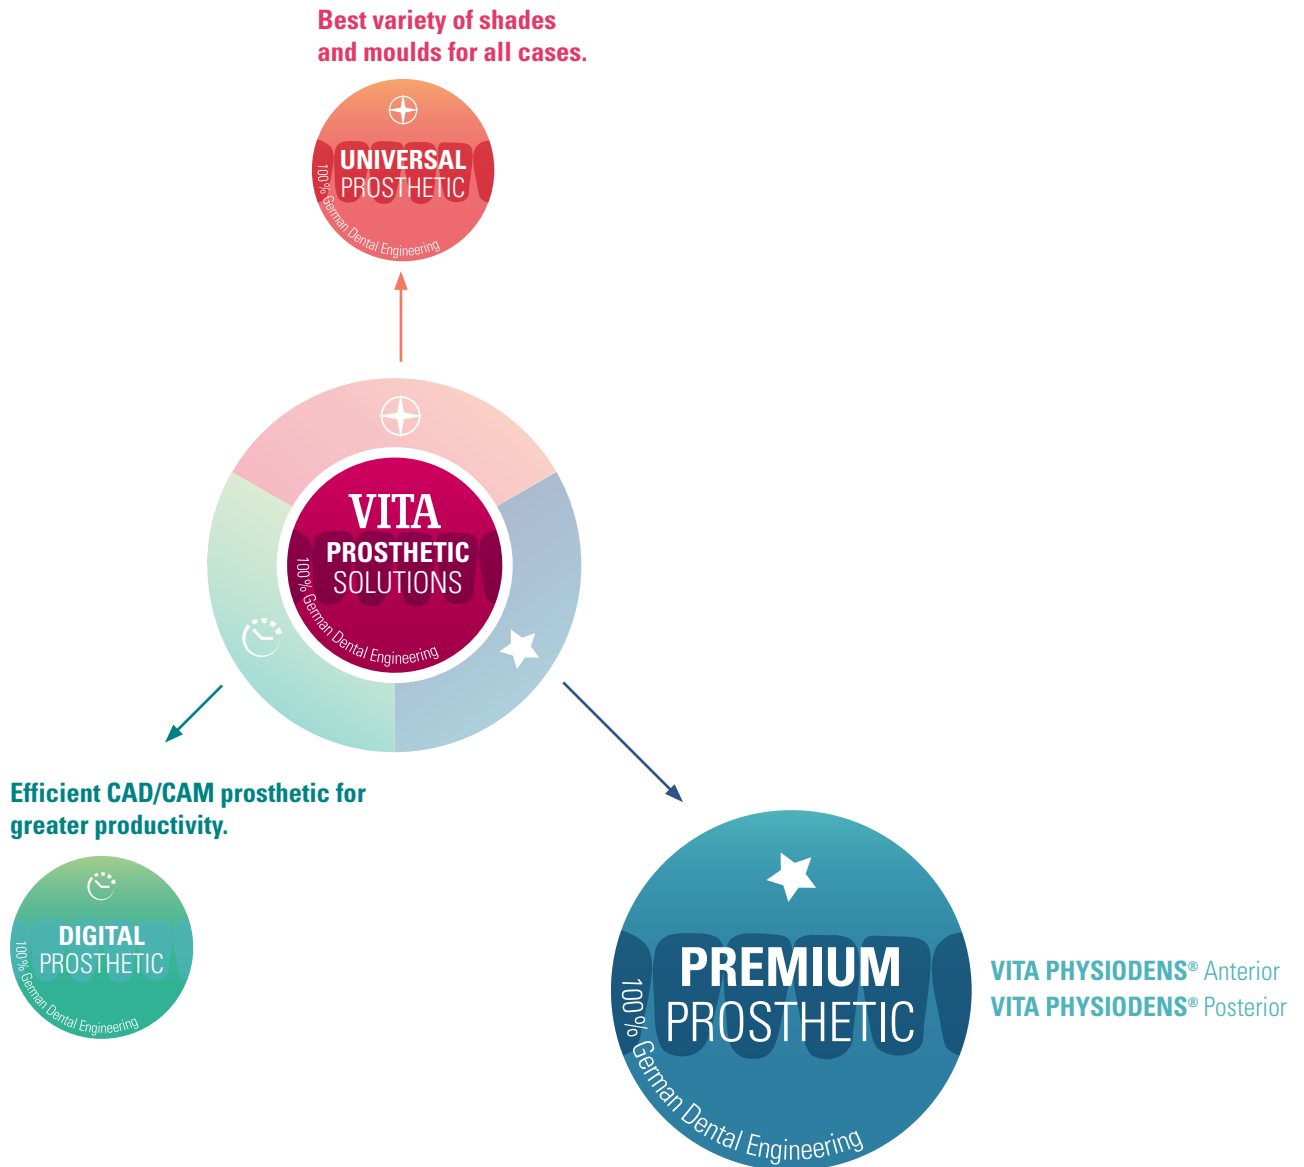 Best variety of shades
and moulds for all cases.
UNIVERSAL
PROSTHETIC
100% German Dental Engineering
VITA
PROSTHETIC
SOLUTIONS
100% German Dental Engineering
Efficient CAD/CAM prosthetic for
greater productivity.
DIGITAL
PROSTHETIC
100% German Dental Engineering
PREMIUM
PROSTHETIC
100% German Dental Engineering
VITA PHYSIODENS® Anterior
VITA PHYSIODENS® Posterior